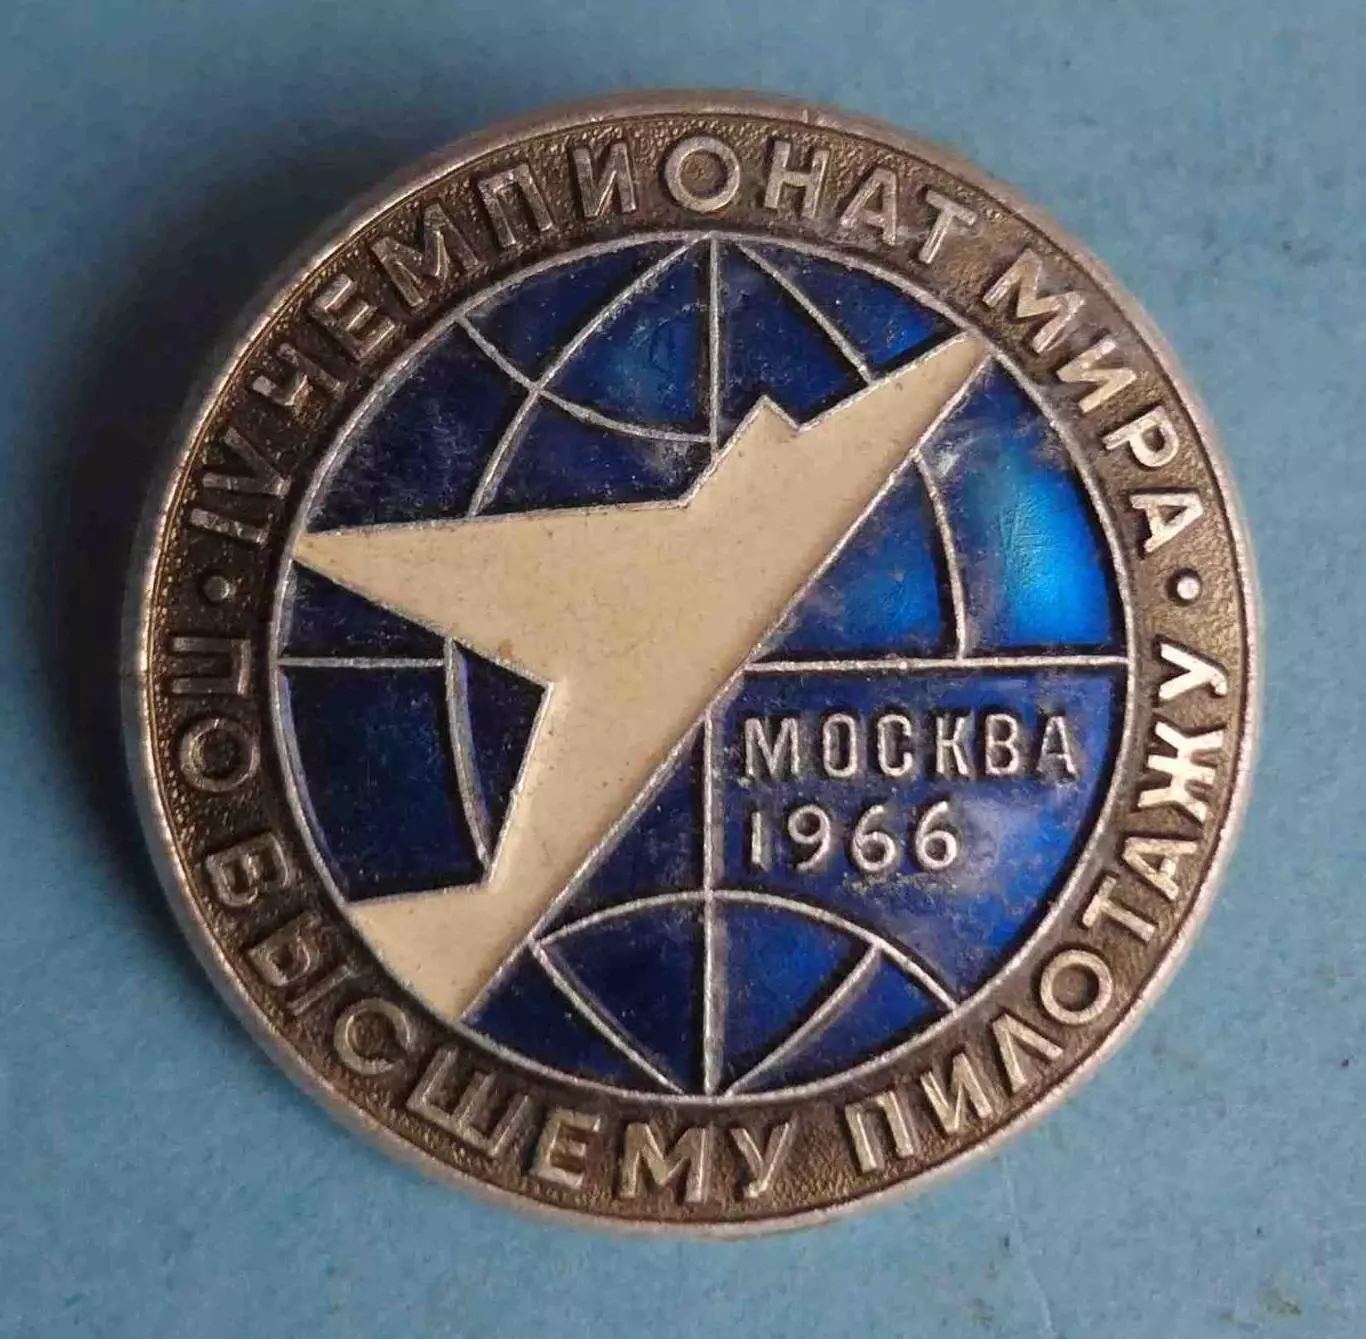 IV ЧЕМПИОНАТ МИРА
ПО ВЫСШЕМУ ПИЛОТАЖУ
МОСКВА
1966